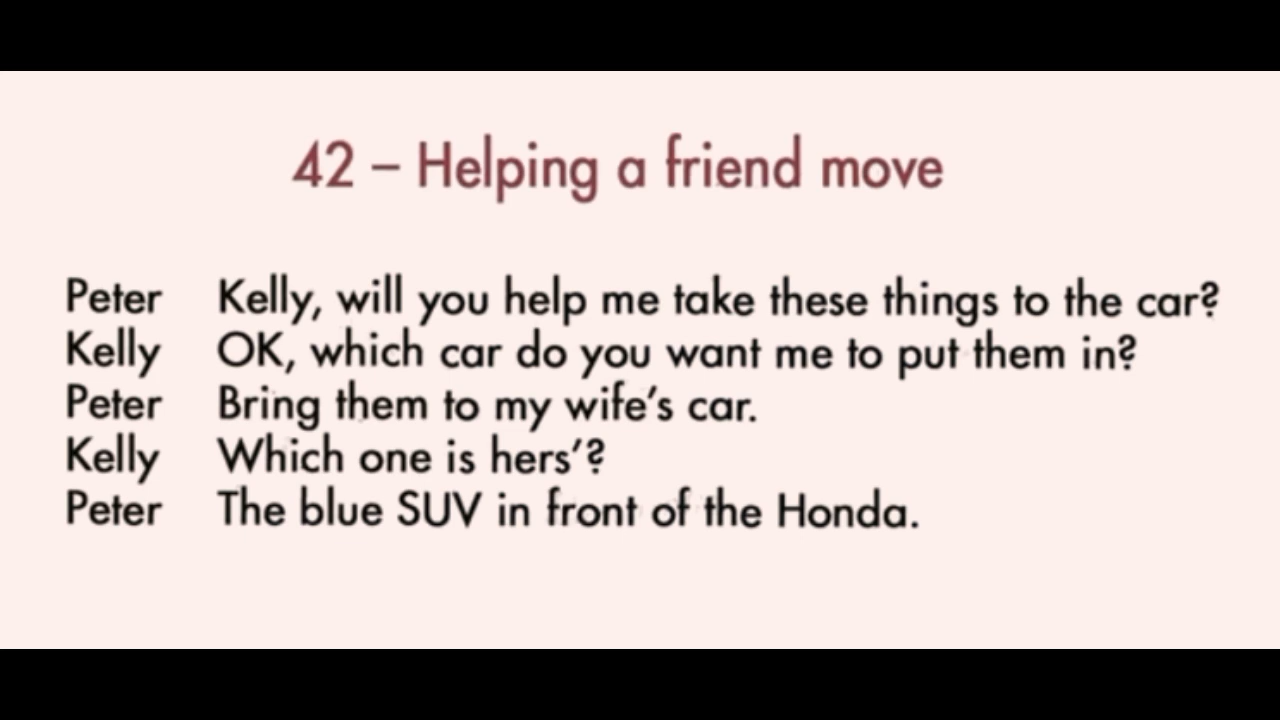 42 – Helping a friend move
Peter Kelly, will you help me take these things to the car?
Kelly OK, which car do you want me to put them in?
Peter Bring them to my wife's car.
Kelly Which one is hers'?
Peter The blue SUV in front of the Honda.